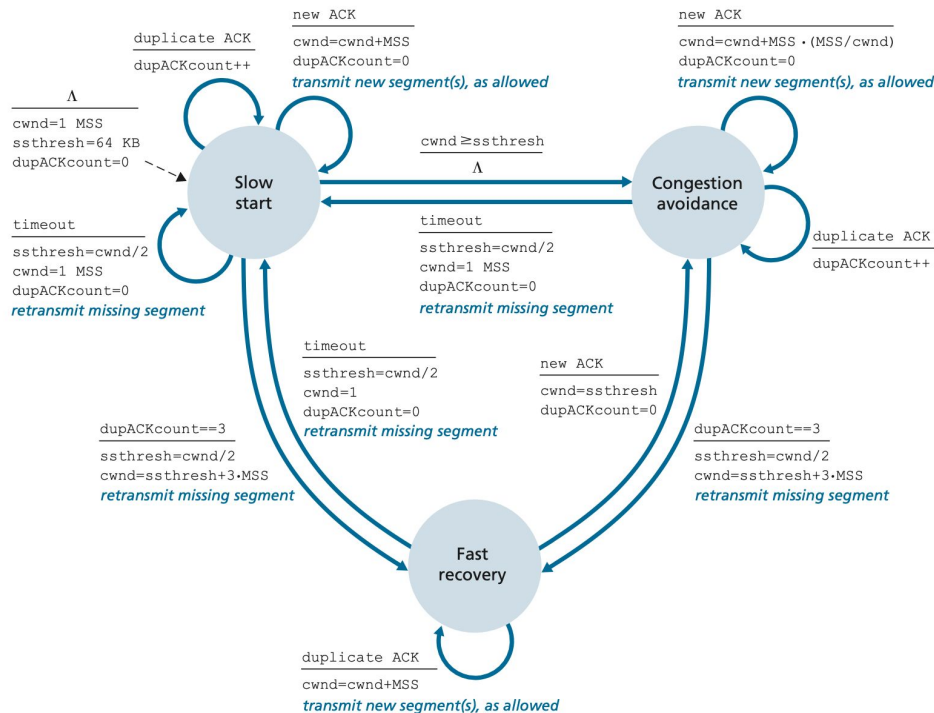 new ACK
cwnd=cwnd+MSS
dupACKcount=0
transmit new segment(s), as allowed
duplicate ACK
dupACKcount++
Λ
cwnd=1 MSS
ssthresh=64 KB
dupACKcount=0
timeout
ssthresh=cwnd/2
cwnd=1 MSS
dupACKcount=0
retransmit missing segment
Slow
start
cwnd≥ssthresh
Λ
timeout
ssthresh=cwnd/2
cwnd=1 MSS
dupACKcount=0
retransmit missing segment
new ACK
cwnd=cwnd+MSS •(MSS/cwnd)
dupACKcount=0
transmit new segment(s), as allowed
Congestion
avoidance
duplicate ACK
dupACKcount++
timeout
ssthresh=cwnd/2
cwnd=1
dupACKcount=0
retransmit missing segment
new ACK
cwnd=ssthresh
dupACKcount=0
dupACKcount==3
ssthresh=cwnd/2
cwnd=ssthresh+3•MSS
retransmit missing segment
dupACKcount==3
ssthresh=cwnd/2
cwnd=ssthresh+3•MSS
retransmit missing segment
Fast
recovery
duplicate ACK
cwnd=cwnd+MSS
transmit new segment(s), as allowed